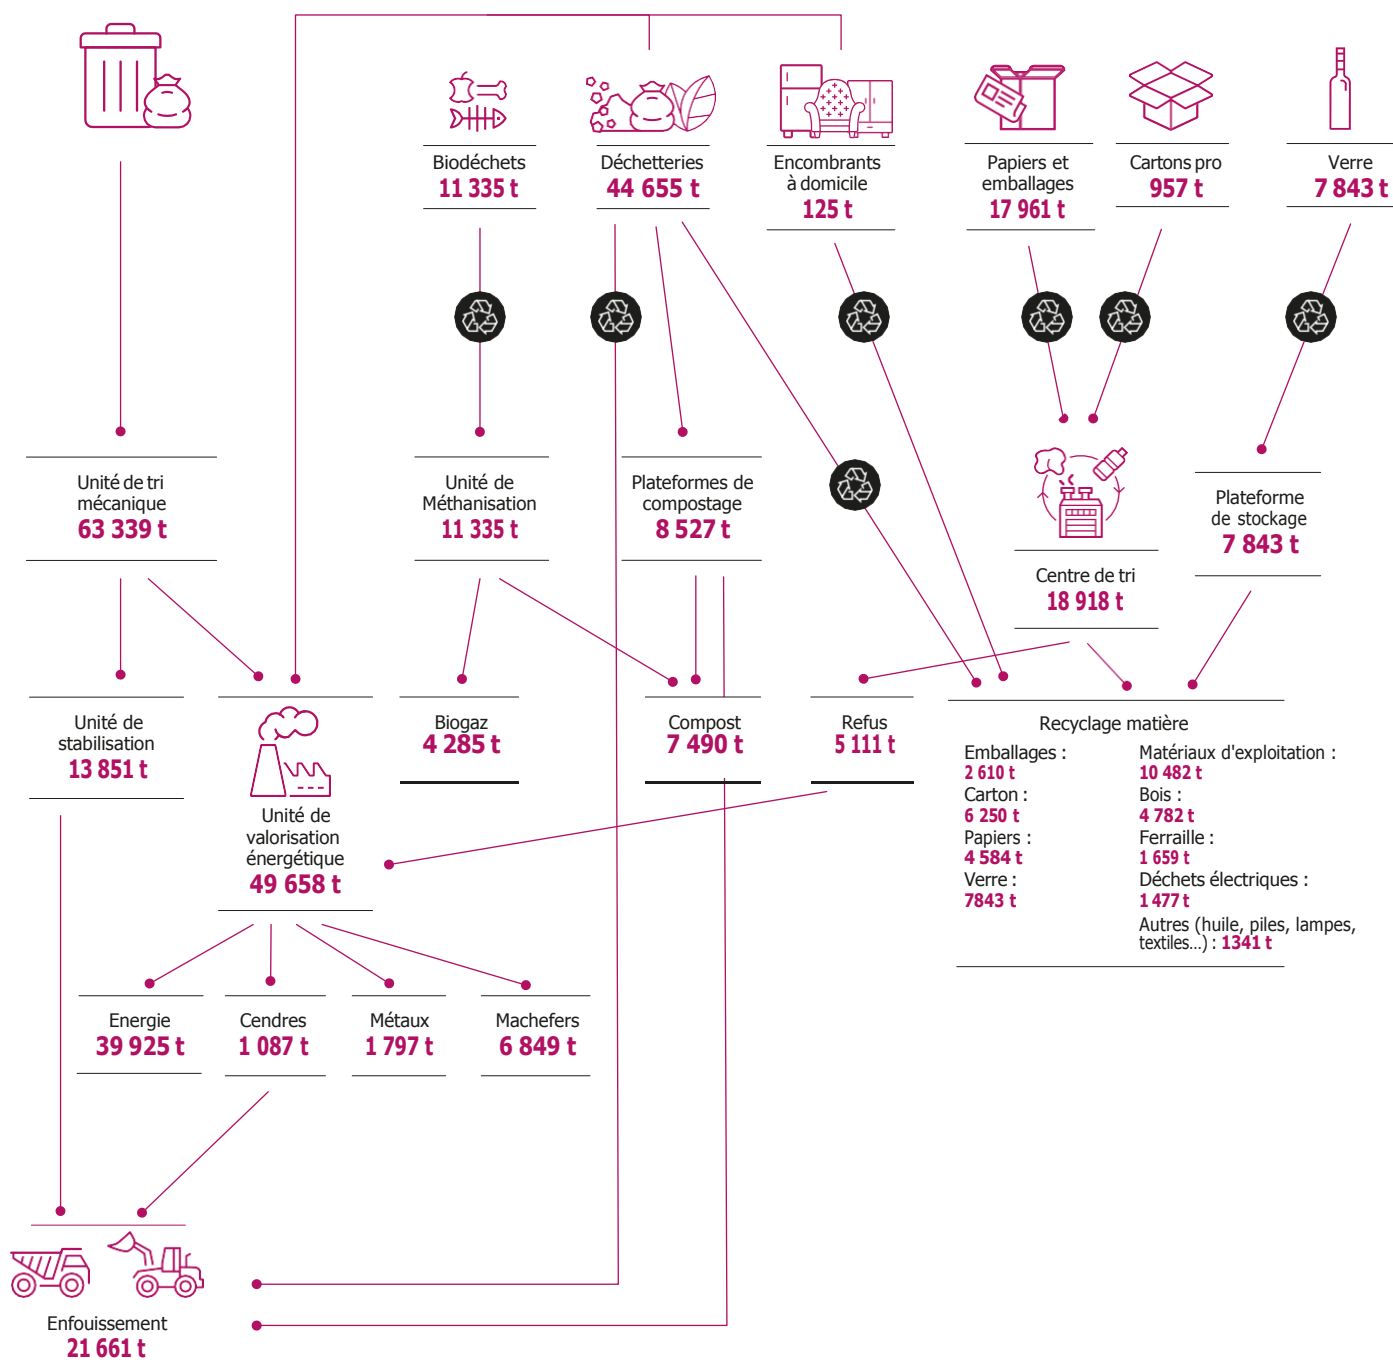 Biodéchets
11 335 t
Déchetteries
44 655 t
Encombrants
à domicile
125 t
Papiers et
emballages
17 961 t
Cartons pro
957 t
Verre
7 843 t
Unité de tri
mécanique
63 339 t
Unité de
Méthanisation
11 335 t
Plateformes de
compostage
8 527 t
Centre de tri
18 918 t
Plateforme
de stockage
7 843 t
Unité de
stabilisation
13 851 t
Unité de
valorisation
énergétique
49 658 t
Biogaz
4 285 t
Compost
7 490 t
Refus
5 111 t
Recyclage matière
Emballages :
2 610 t
Carton :
6 250 t
Papiers :
4 584 t
Verre :
7843 t
Matériaux d'exploitation :
10 482 t
Bois :
4 782 t
Ferraille :
1 659 t
Déchets électriques :
1 477 t
Autres (huile, piles, lampes,
textiles...) : 1341 t
Energie
39 925 t
Cendres
1 087 t
Métaux
1 797 t
Machefers
6 849 t
Enfouissement
21 661 t